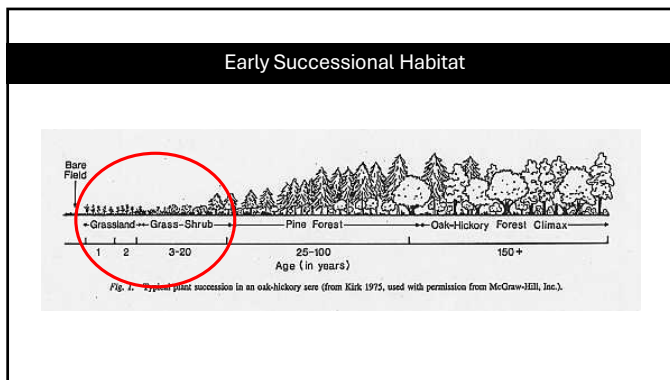 Early Successional Habitat
Bare
Field
Grassland
Grass-Shrub
Pine Forest
Oak-Hickory Forest Climax
1
2
3-20
25-100
150+
Age (in years)
Fig. 1. Typical plant succession in an oak-hickory sere (from Kirk 1975, used with permission from McGraw-Hill, Inc.).